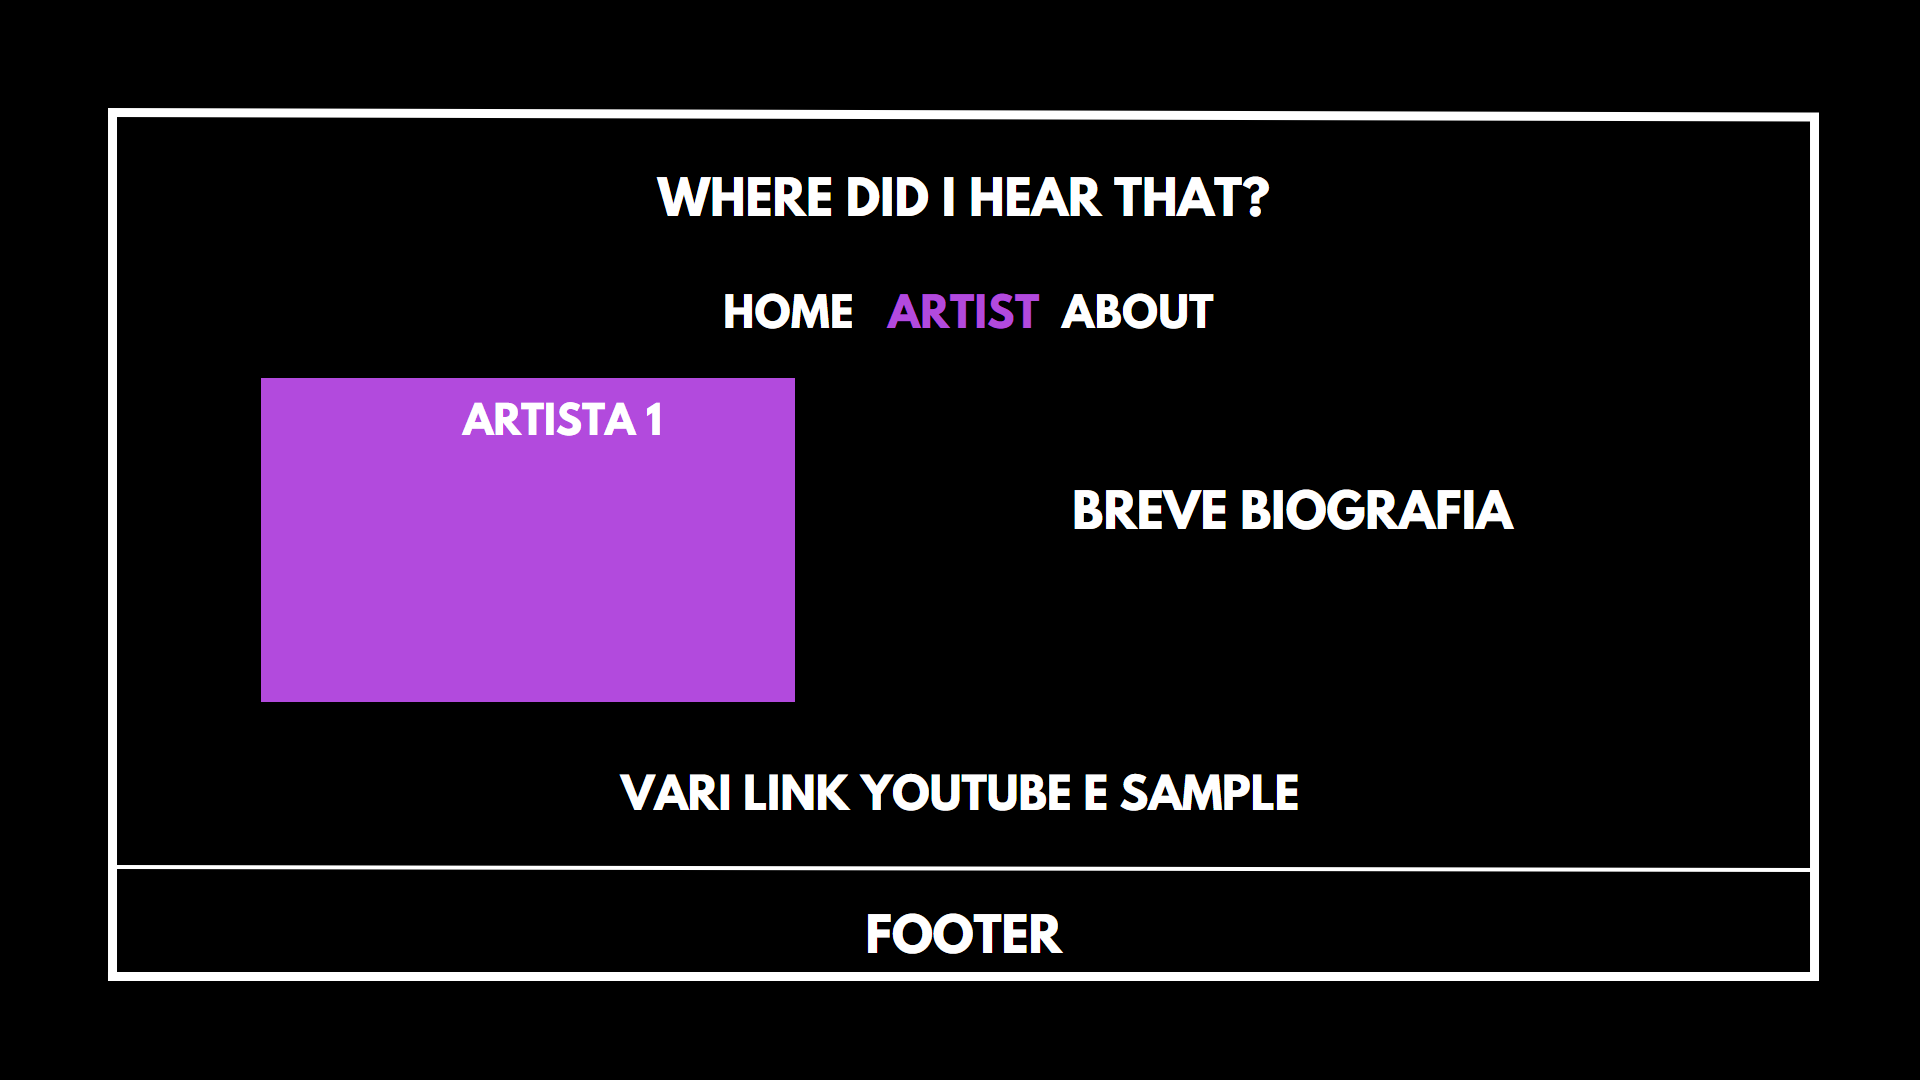 WHERE DID I HEAR THAT?
HOME ARTIST ABOUT
ARTISTA 1
BREVE BIOGRAFIA
VARI LINK YOUTUBE E SAMPLE
FOOTER